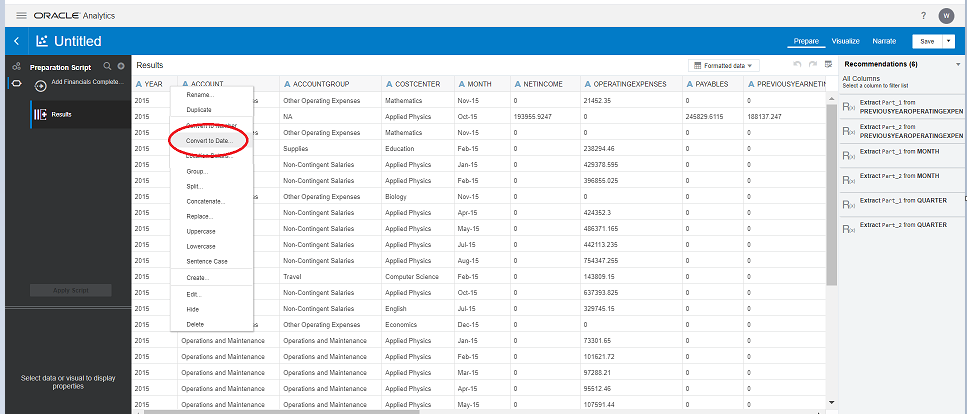 ORACLE Analytics
?
W
Untitled
Prepare Visualize Narrate
Save
Preparation Script
Add Financials Complete...
Results
Results
Formatted data
Recommendations (6)
All Columns
Select a column to filter list
A YEAR A ACCOUNT A ACCOUNTGROUP A COSTCENTER A MONTH A NETINCOME A OPERATINGEXPENSES A PAYABLES A PREVIOUSYEARNETIN
2015 Other Operating Expenses Mathematics Nov-15 0 21452.35 0 0
2015 NA Applied Physics Oct-15 193955.9247 0 245829.6115 188137.247
2015 Other Operating Expenses Mathematics Nov-15 0 0 0 0
2015 Supplies Education Feb-15 0 238294.46 0 0
2015 Non-Contingent Salaries Applied Physics Jan-15 0 429378.595 0 0
2015 Non-Contingent Salaries Applied Physics Feb-15 0 396855.025 0 0
2015 Other Operating Expenses Biology Nov-15 0 0 0 0
2015 Non-Contingent Salaries Applied Physics Apr-15 0 424352.3 0 0
2015 Non-Contingent Salaries Applied Physics May-15 0 486371.165 0 0
2015 Non-Contingent Salaries Applied Physics Jul-15 0 442113.235 0 0
2015 Non-Contingent Salaries Applied Physics Aug-15 0 754347.255 0 0
2015 Travel Computer Science Feb-15 0 143809.15 0 0
2015 Non-Contingent Salaries Applied Physics Oct-15 0 637393.825 0 0
2015 Non-Contingent Salaries English Jul-15 0 329745.15 0 0
2015 Other Operating Expenses Economics Dec-15 0 0 0 0
2015 Operations and Maintenance Operations and Maintenance Applied Physics Jan-15 0 73301.65 0 0
2015 Operations and Maintenance Operations and Maintenance Applied Physics Feb-15 0 101621.72 0 0
2015 Operations and Maintenance Operations and Maintenance Applied Physics Mar-15 0 97288.21 0 0
2015 Operations and Maintenance Operations and Maintenance Applied Physics Apr-15 0 95512.46 0 0
2015 Operations and Maintenance Operations and Maintenance Applied Physics May-15 0 107591.44 0 0
Rename...
Duplicate
Convert to Number
Convert to Date...
Location Details...
Group...
Split...
Concatenate...
Replace...
Uppercase
Lowercase
Sentence Case
Create...
Edit...
Hide
Delete
Extract Part_1 from
PREVIOUSYEAROPERATINGEXPEN
Extract Part_2 from
PREVIOUSYEAROPERATINGEXPEN
Extract Part_1 from MONTH
Extract Part_2 from MONTH
Extract Part_1 from QUARTER
Extract Part_2 from QUARTER
Apply Script
Select data or visual to display
properties